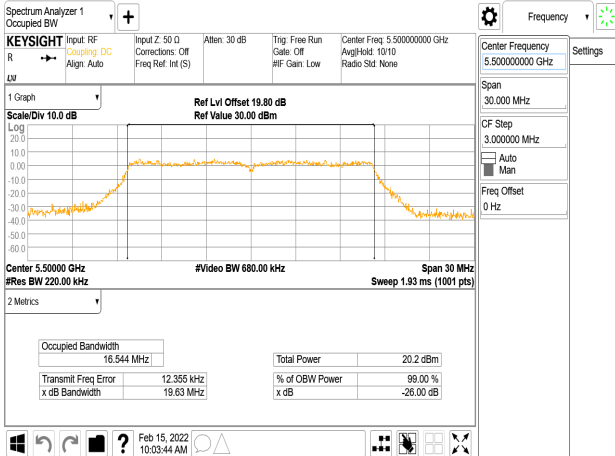 Spectrum Analyzer 1
Occupied BW
Frequency
KEYSIGHT
R
LXI
Input: RF
Coupling: DC
Align: Auto
Input Z: 50 Ω
Corrections: Off
Freq Ref: Int (S)
Atten: 30 dB
Trig: Free Run
Gate: Off
#IF Gain: Low
Center Freq: 5.500000000 GHz
Avg|Hold: 10/10
Radio Std: None
Center Frequency
5.500000000 GHz
Settings
Span
30.000 MHz
CF Step
3.000000 MHz
Auto
Man
Freq Offset
0 Hz
1 Graph
Scale/Div 10.0 dB
Ref Lvl Offset 19.80 dB
Ref Value 30.00 dBm
Log
20.0
10.0
0.00
-10.0
-20.0
-30.0
-40.0
-50.0
-60.0
Center 5.50000 GHz
#Video BW 680.00 kHz
Span 30 MHz
#Res BW 220.00 kHz
Sweep 1.93 ms (1001 pts)
2 Metrics
Occupied Bandwidth
16.544 MHz
Total Power 20.2 dBm
Transmit Freq Error 12.355 kHz
% of OBW Power 99.00 %
x dB Bandwidth 19.63 MHz
x dB -26.00 dB
?
Feb 15, 2022
10:03:44 AM